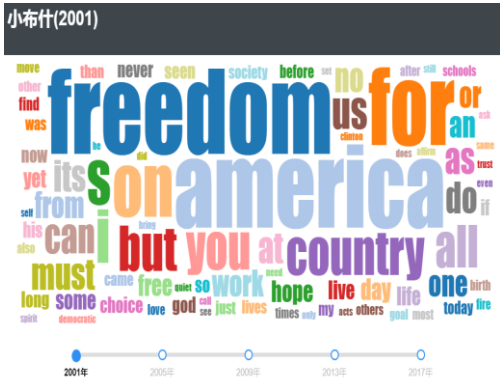 小布什(2001)
move than never seen society before set no after still schools
other find freedom us for or ask
was be clinton an
now did does affirm as same trust
yet its s on america even
self from do if
his can i bring
also but you at country all
must came free quiet so work need hope live day life one birth
long some choice love god call see just lives times only my acts others goal most today fire
spirit democratic
2001年 2005年 2009年 2013年 2017年